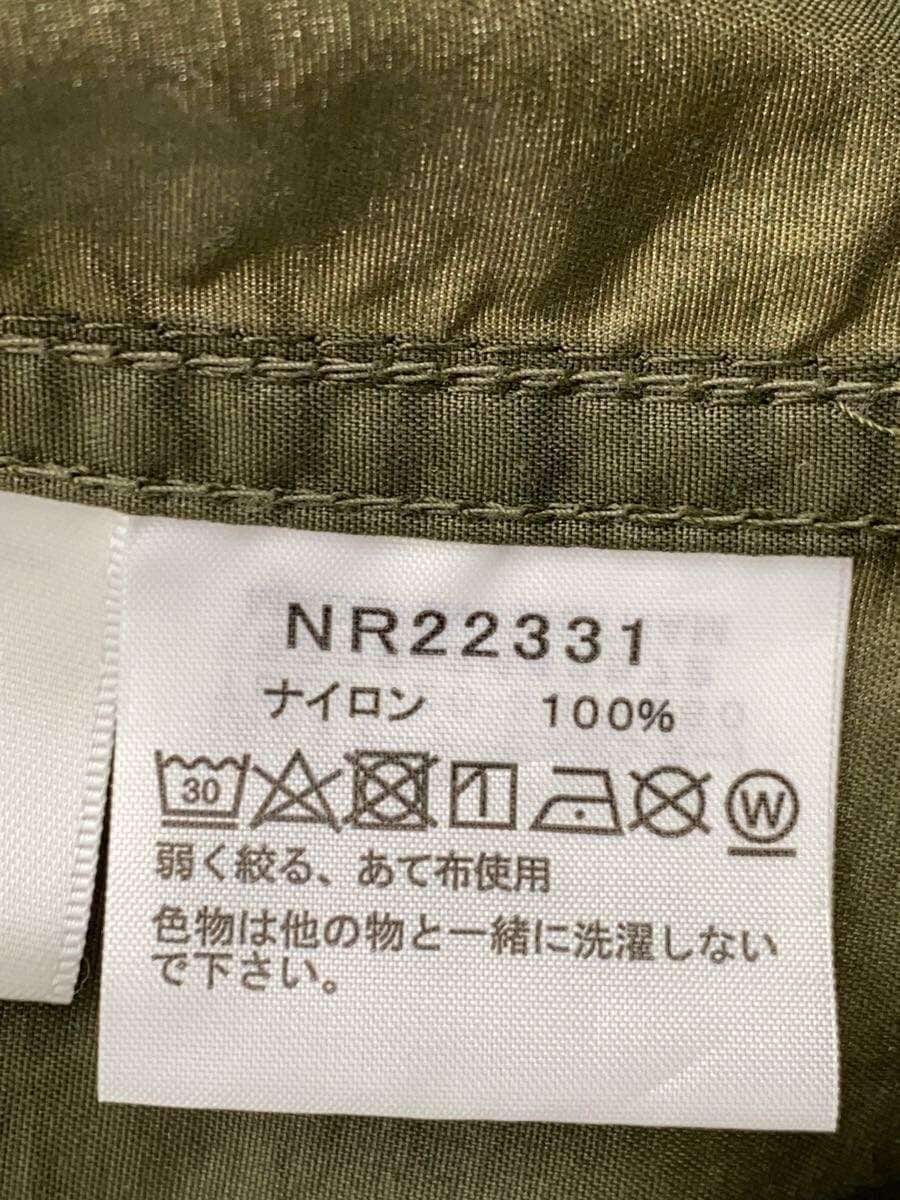 NR22331
ナイロン 100%
30 W
弱く絞る、あて布使用
色物は他の物と一緒に洗濯しない
で下さい。